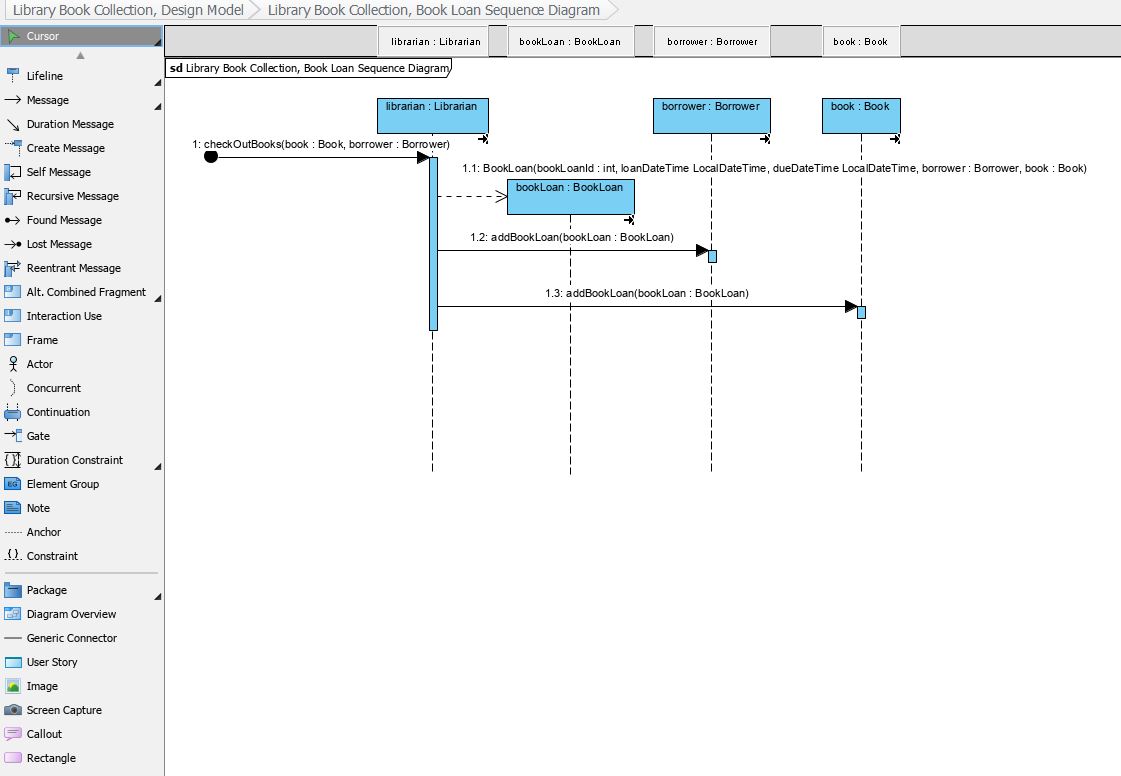 Library Book Collection, Design Model
Library Book Collection, Book Loan Sequence Diagram
Cursor
Lifeline
Message
Duration Message
Create Message
Self Message
Recursive Message
Found Message
Lost Message
Reentrant Message
Alt. Combined Fragment
Interaction Use
Frame
Actor
Concurrent
Continuation
Gate
Duration Constraint
EG
Element Group
Note
Anchor
Constraint
Package
Diagram Overview
Generic Connector
User Story
Image
Screen Capture
Callout
Rectangle
librarian : Librarian
bookLoan : BookLoan
borrower : Borrower
book : Book
sd Library Book Collection, Book Loan Sequence Diagram
librarian : Librarian
borrower : Borrower
book : Book
1: checkOutBooks(book : Book, borrower : Borrower)
1.1: BookLoan(bookLoanId : int, loanDateTime LocalDateTime, dueDateTime LocalDateTime, borrower : Borrower, book : Book)
bookLoan : BookLoan
1.2: addBookLoan(bookLoan : BookLoan)
1.3: addBookLoan(bookLoan : BookLoan)